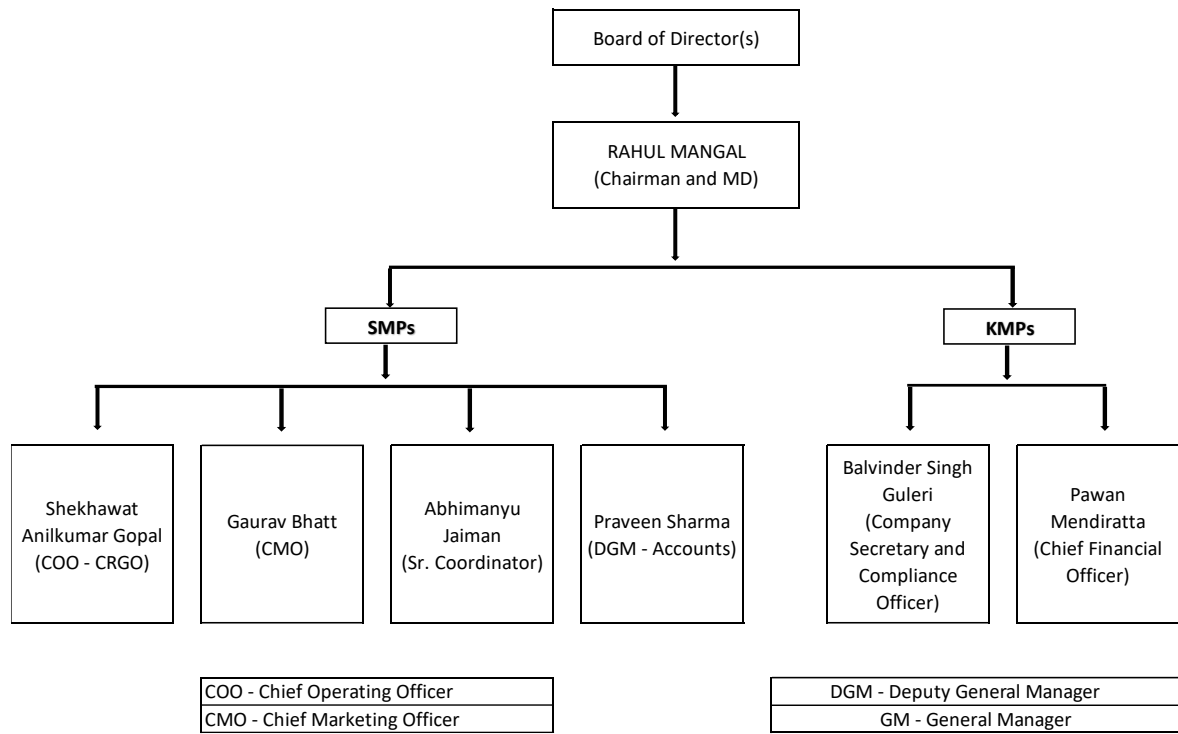 Board of Director(s)
RAHUL MANGAL
(Chairman and MD)
SMPs
KMPs
Shekhawat
Anilkumar Gopal
(COO - CRGO)
Gaurav Bhatt
(CMO)
Abhimanyu
Jaiman
(Sr. Coordinator)
Praveen Sharma
(DGM - Accounts)
Balvinder Singh
Guleri
(Company
Secretary and
Compliance
Officer)
Pawan
Mendiratta
(Chief Financial
Officer)
COO - Chief Operating Officer
CMO - Chief Marketing Officer
DGM - Deputy General Manager
GM - General Manager